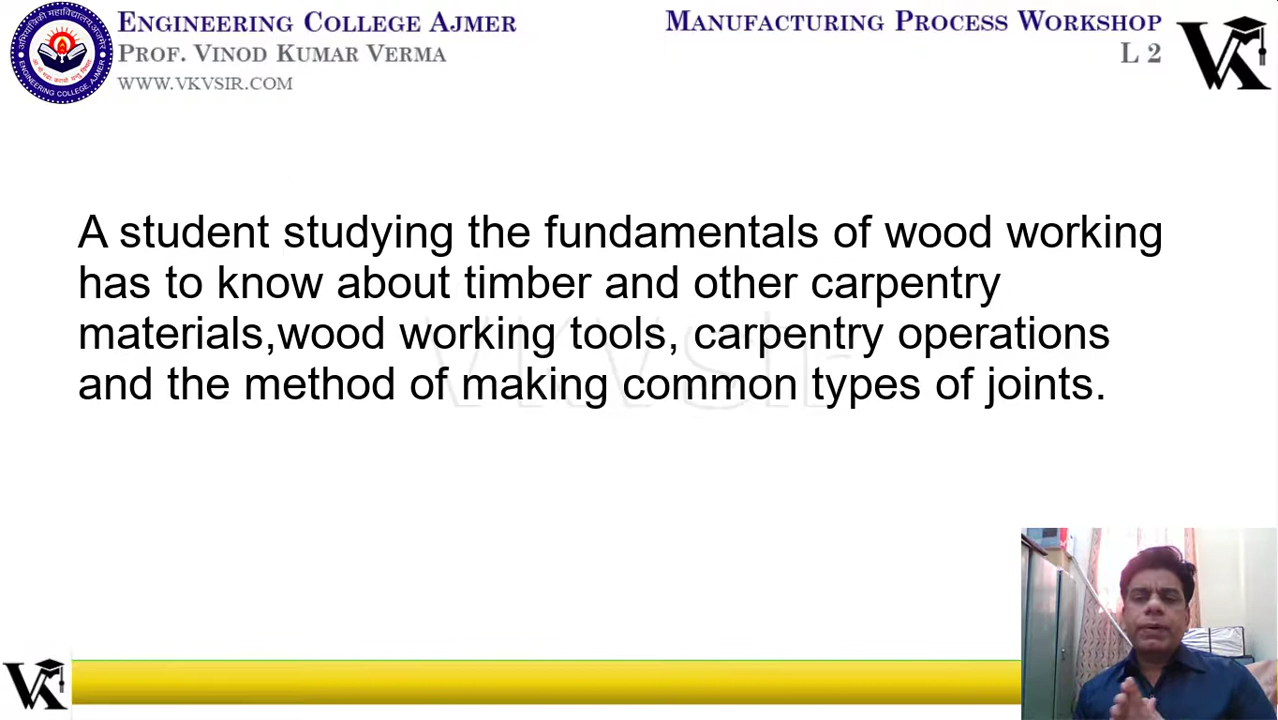 ENGINEERING COLLEGE AJMER
PROF. VINOD KUMAR VERMA
WWW.VKVSIR.COM
MANUFACTURING PROCESS WORKSHOP
L 2
A student studying the fundamentals of wood working
has to know about timber and other carpentry
materials,wood working tools, carpentry operations
and the method of making common types of joints.
VKVSir